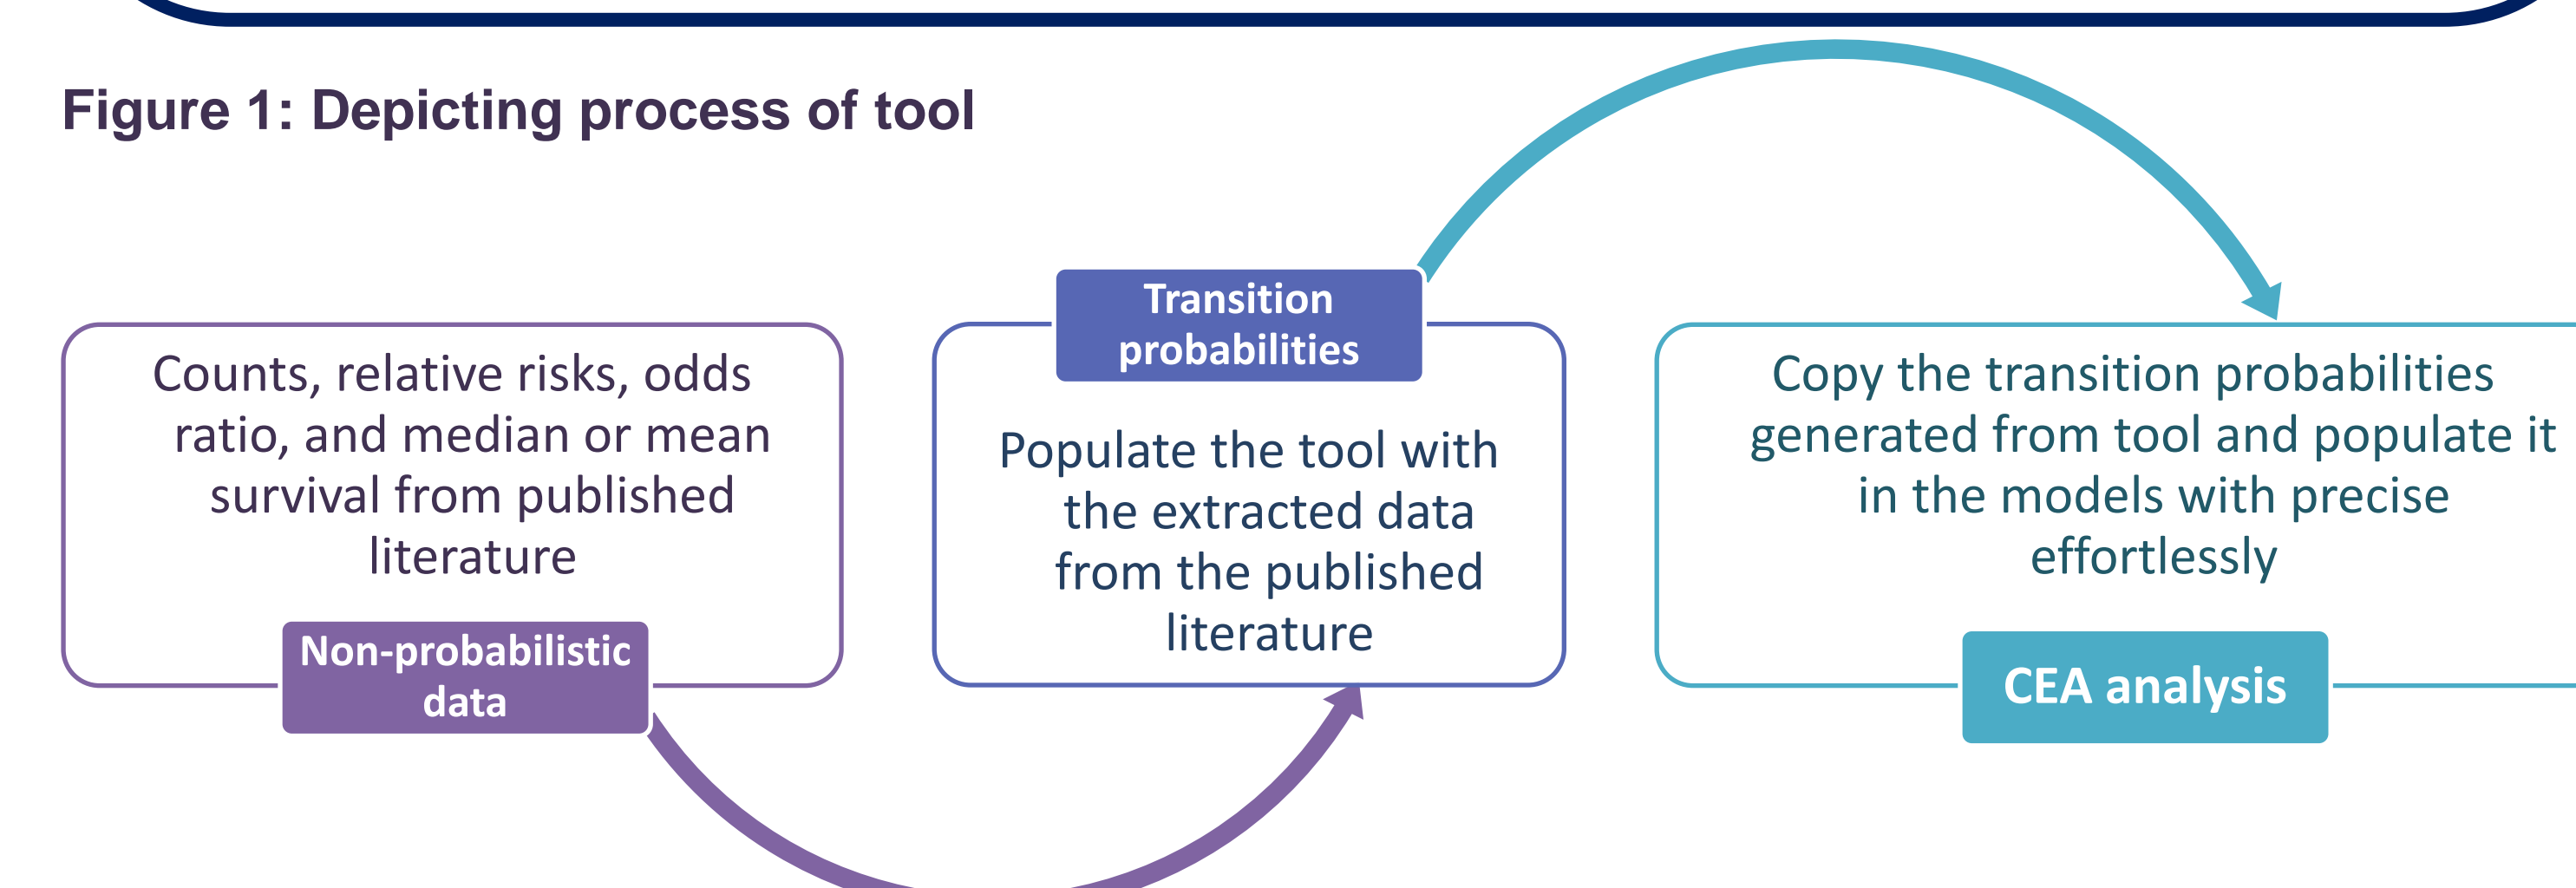 Figure 1: Depicting process of tool
Counts, relative risks, odds
ratio, and median or mean
survival from published
literature
Non-probabilistic
data
Transition
probabilities
Populate the tool with
the extracted data
from the published
literature
Copy the transition probabilities
generated from tool and populate it
in the models with precise
effortlessly
CEA analysis